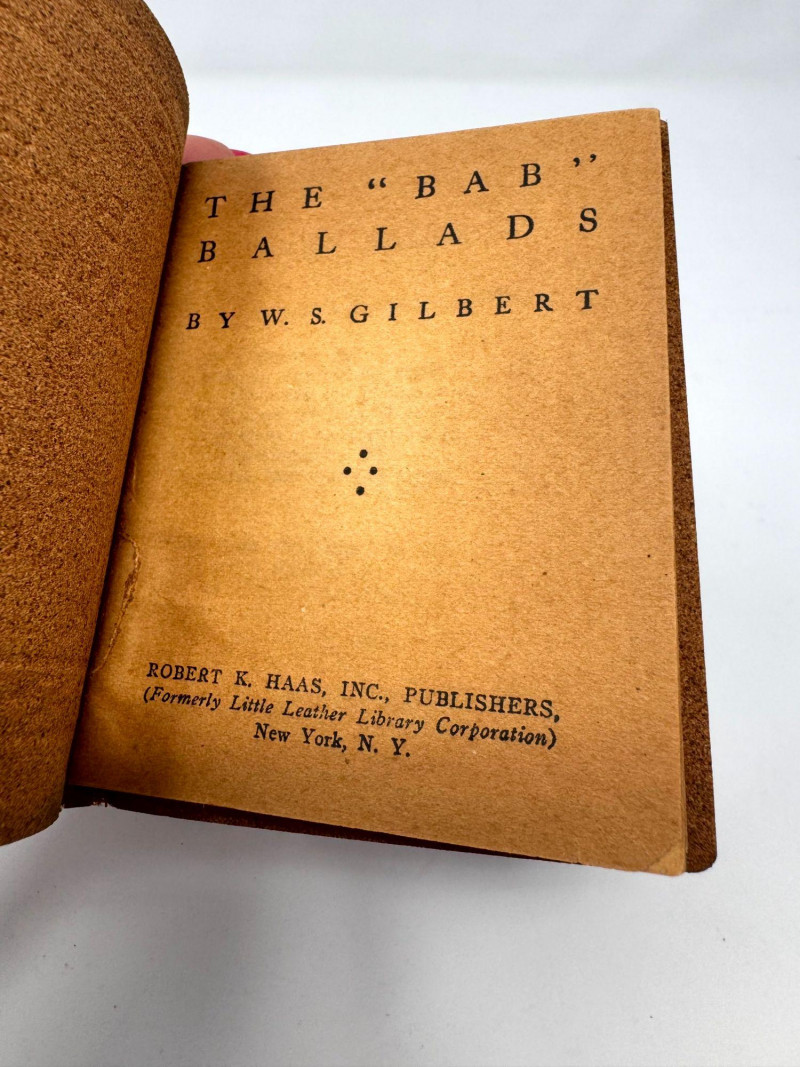 THE “BAB”
BALLADS
BY W. S. GILBERT
ROBERT K. HAAS, INC., PUBLISHERS,
(Formerly Little Leather Library Corporation)
New York, N. Y.